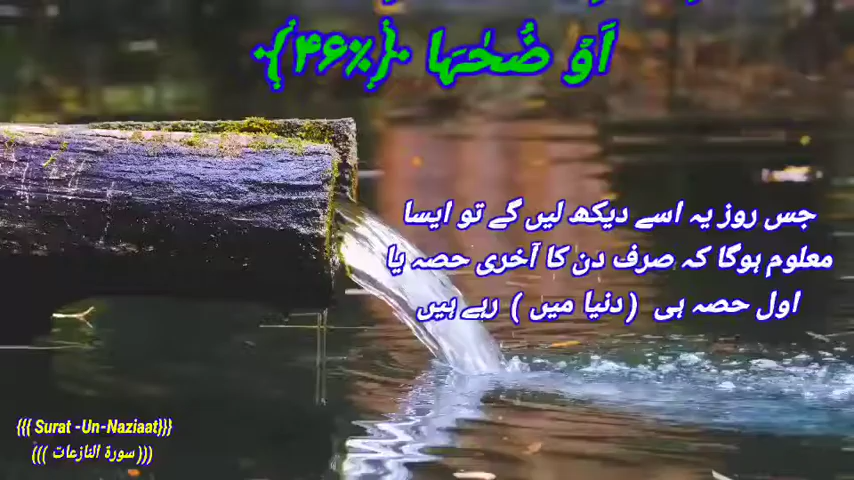 اَوۡ ضُحٰىہَا ﴿٪۴۶﴾
جس روز یہ اسے دیکھ لیں گے تو ایسا
معلوم ہوگا کہ صرف دن کا آخری حصہ یا
اول حصہ ہی ( دنیا میں ) رہے ہیں
{{{ Surat -Un-Naziaat}}}
((( سورة النازعات )))